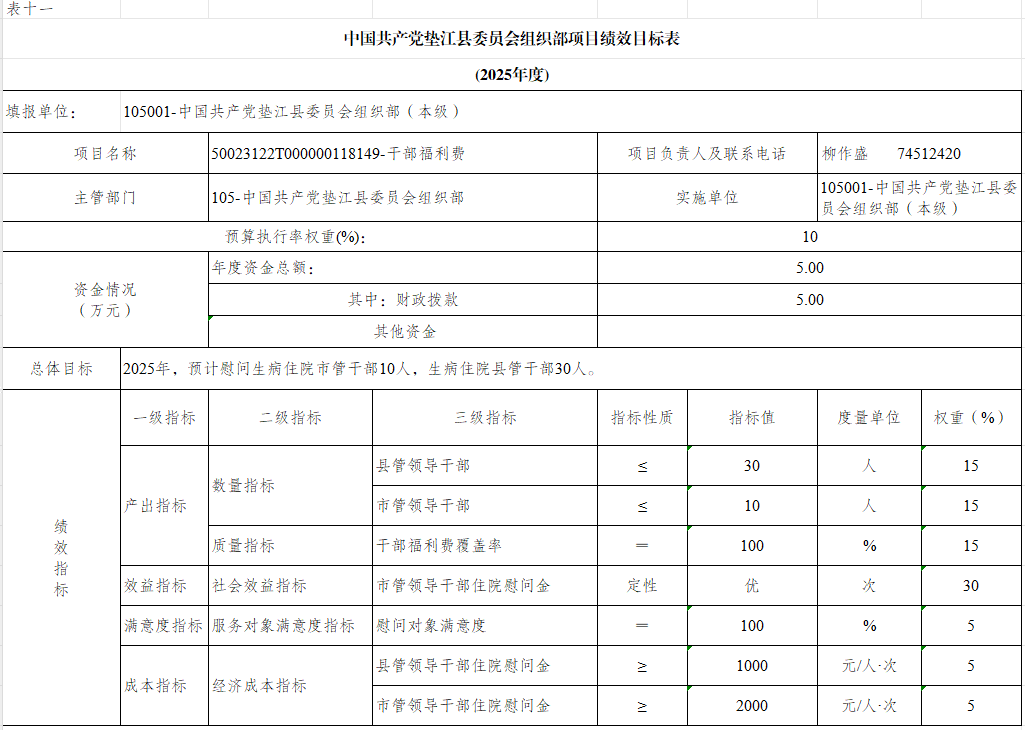 表十一
中国共产党垫江县委员会组织部项目绩效目标表
(2025年度)
填报单位： 105001-中国共产党垫江县委员会组织部（本级）
项目名称 50023122T000000118149-干部福利费 项目负责人及联系电话 柳作盛 74512420
主管部门 105-中国共产党垫江县委员会组织部 实施单位 105001-中国共产党垫江县委
员会组织部（本级）
预算执行率权重(%)： 10
资金情况
（万元）
年度资金总额： 5.00
其中：财政拨款 5.00
其他资金
总体目标 2025年，预计慰问生病住院市管干部10人，生病住院县管干部30人。
绩
效
指
标
一级指标 二级指标 三级指标 指标性质 指标值 度量单位 权重（%）
产出指标 数量指标 县管领导干部 ≤ 30 人 15
市管领导干部 ≤ 10 人 15
质量指标 干部福利费覆盖率 ＝ 100 % 15
效益指标 社会效益指标 市管领导干部住院慰问金 定性 优 次 30
满意度指标 服务对象满意度指标 慰问对象满意度 ＝ 100 % 5
成本指标 经济成本指标 县管领导干部住院慰问金 ≥ 1000 元/人·次 5
市管领导干部住院慰问金 ≥ 2000 元/人·次 5